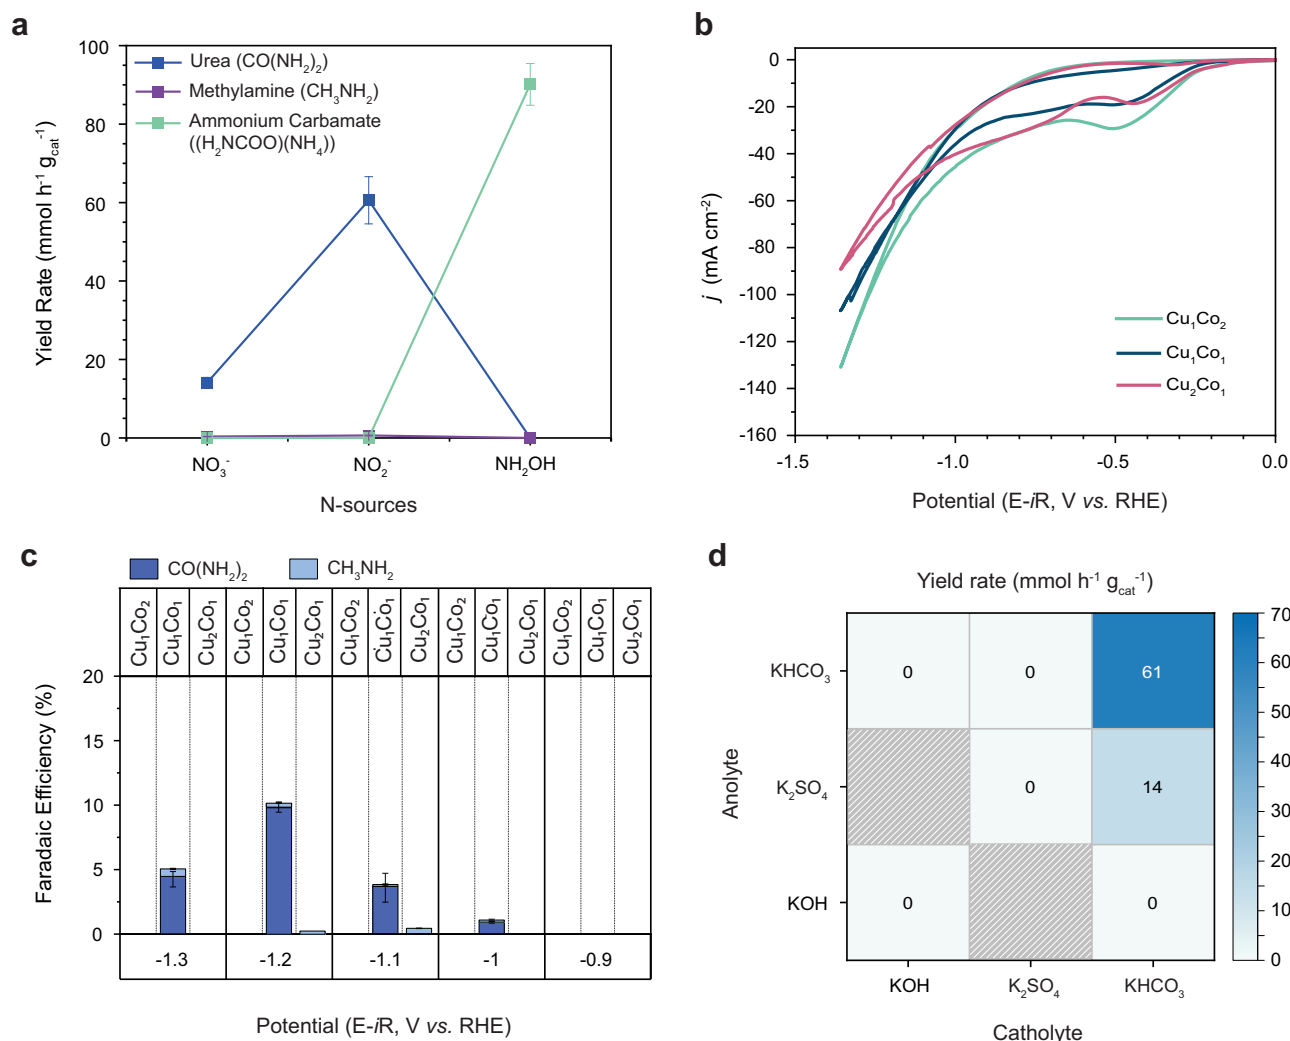 a
100
80
60
40
20
0
Yield Rate (mmol h⁻¹ g_cat⁻¹)
Urea (CO(NH₂)₂)
Methylamine (CH₃NH₂)
Ammonium Carbamate
((H₂NCOO)(NH₄))
NO₃⁻ NO₂⁻ NH₂OH
N-sources
b
0
-20
-40
-60
-80
-100
-120
-140
-160
j (mA cm⁻²)
Cu₁Co₂
Cu₁Co₁
Cu₂Co₁
-1.5 -1.0 -0.5 0.0
Potential (E-iR, V vs. RHE)
c
CO(NH₂)₂ CH₃NH₂
Cu₁Co₂ Cu₁Co₁ Cu₂Co₁ Cu₁Co₂ Cu₁Co₁ Cu₂Co₁ Cu₁Co₂ Cu₁Co₁ Cu₂Co₁ Cu₁Co₂ Cu₁Co₁ Cu₂Co₁ Cu₁Co₂ Cu₁Co₁ Cu₂Co₁
20
15
10
5
0
Faradaic Efficiency (%)
-1.3 -1.2 -1.1 -1 -0.9
Potential (E-iR, V vs. RHE)
d
Yield rate (mmol h⁻¹ g_cat⁻¹)
KHCO₃ 0 0 61
K₂SO₄ 0 14
KOH 0 0
Anolyte
KOH K₂SO₄ KHCO₃
Catholyte
70
60
50
40
30
20
10
0